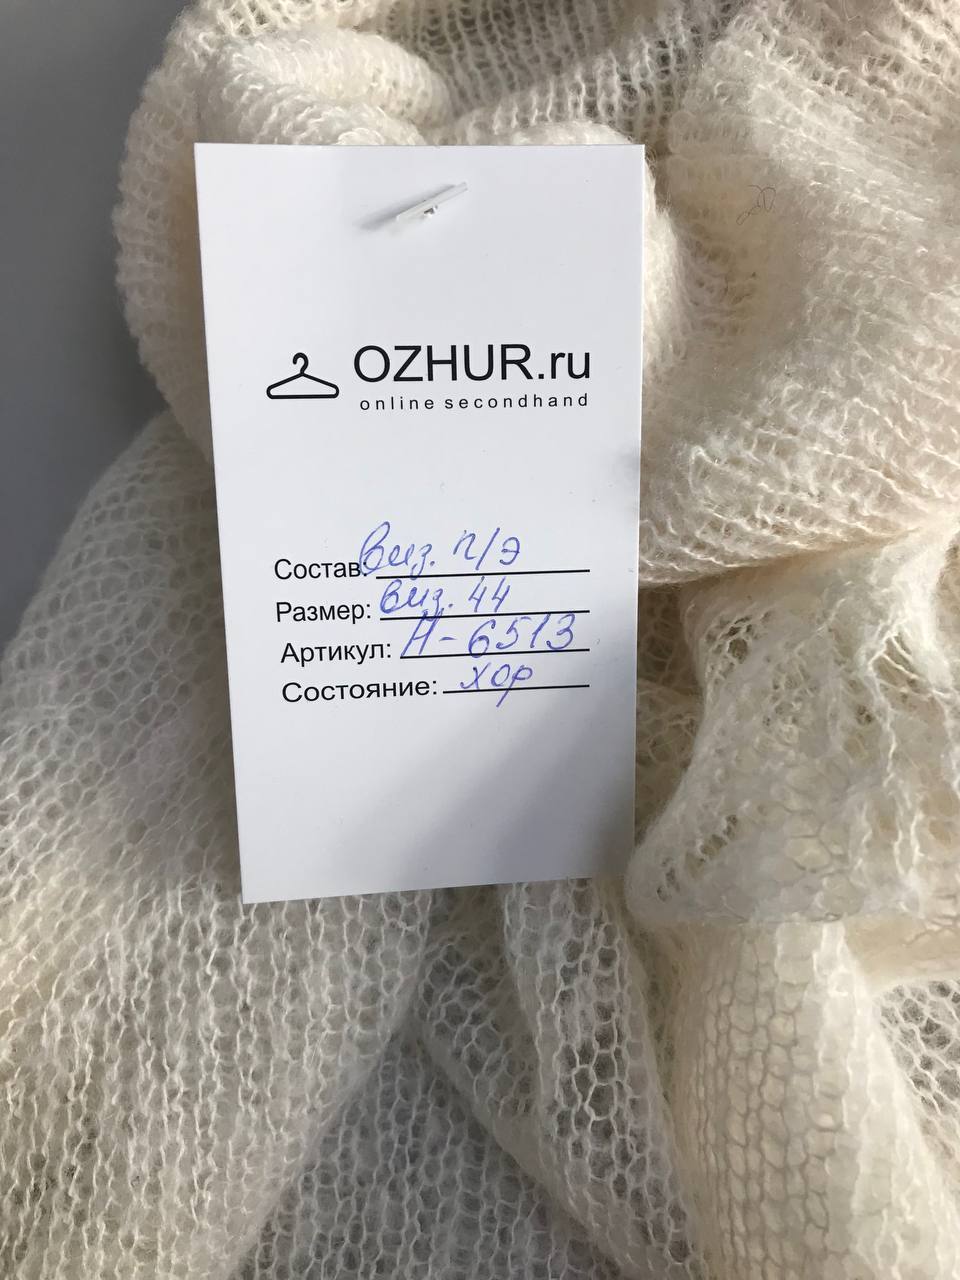 OZHUR.ru
online secondhand
Состав: виз. п/э
Размер: виз. 44
Артикул: Н-6513
Состояние: хор